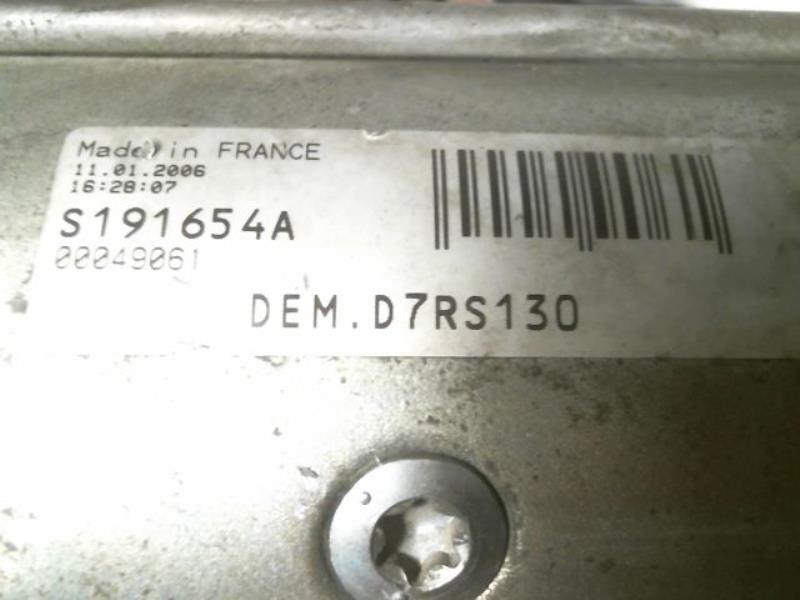 Made in FRANCE
11.01.2006
16:28:07
S191654A
00049061
DEM.D7RS130